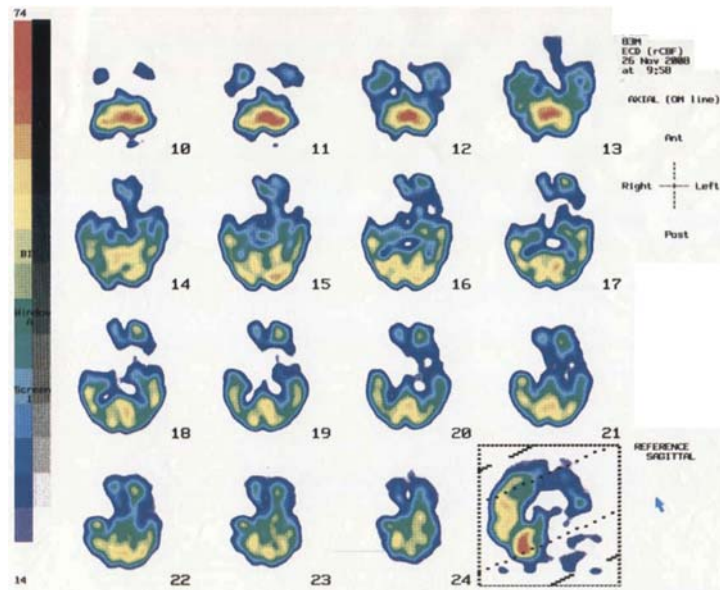 74
83M
ECD (rCBF)
26 Nov 2008
at 9:58
AXIAL (OM line)
Ant
Right Left
Post
10 11 12 13
14 15 16 17
18 19 20 21
REFERENCE
SAGITTAL
22 23 24
14